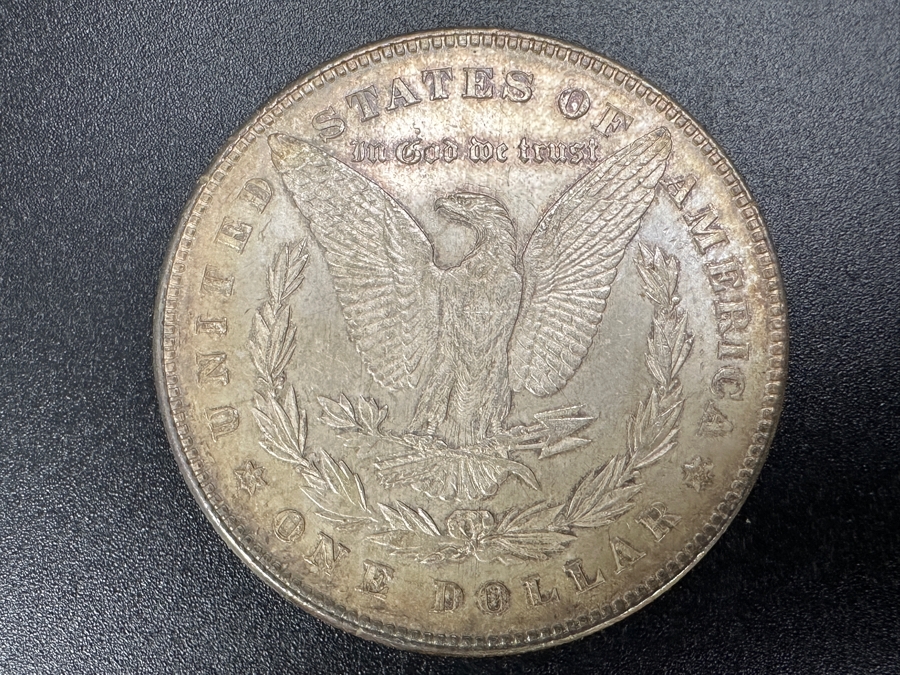 UNITED STATES OF AMERICA
In God we trust
ONE DOLLAR